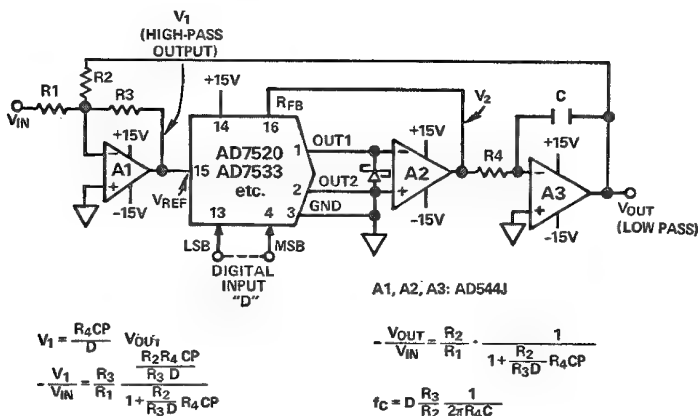 V1
(HIGH-PASS
OUTPUT)
R1
R2
R3
VIN
+15V
A1
-15V
VREF
+15V
14
RFB
16
15
AD7520
AD7533
etc.
1
2
3
13
4
OUT1
OUT2
GND
LSB
MSB
DIGITAL
INPUT
"D"
V2
+15V
A2
-15V
R4
C
+15V
A3
-15V
VOUT
(LOW PASS)
A1, A2, A3: AD544J
V1 = R4CP/D VOUT
-V1/VIN = R3/R1 · (R2R4CP/R3D)/(1+R2/R3D R4CP)
-VOUT/VIN = R2/R1 · 1/(1+R2/R3D R4CP)
fC = D R3/R2 1/2πR4C